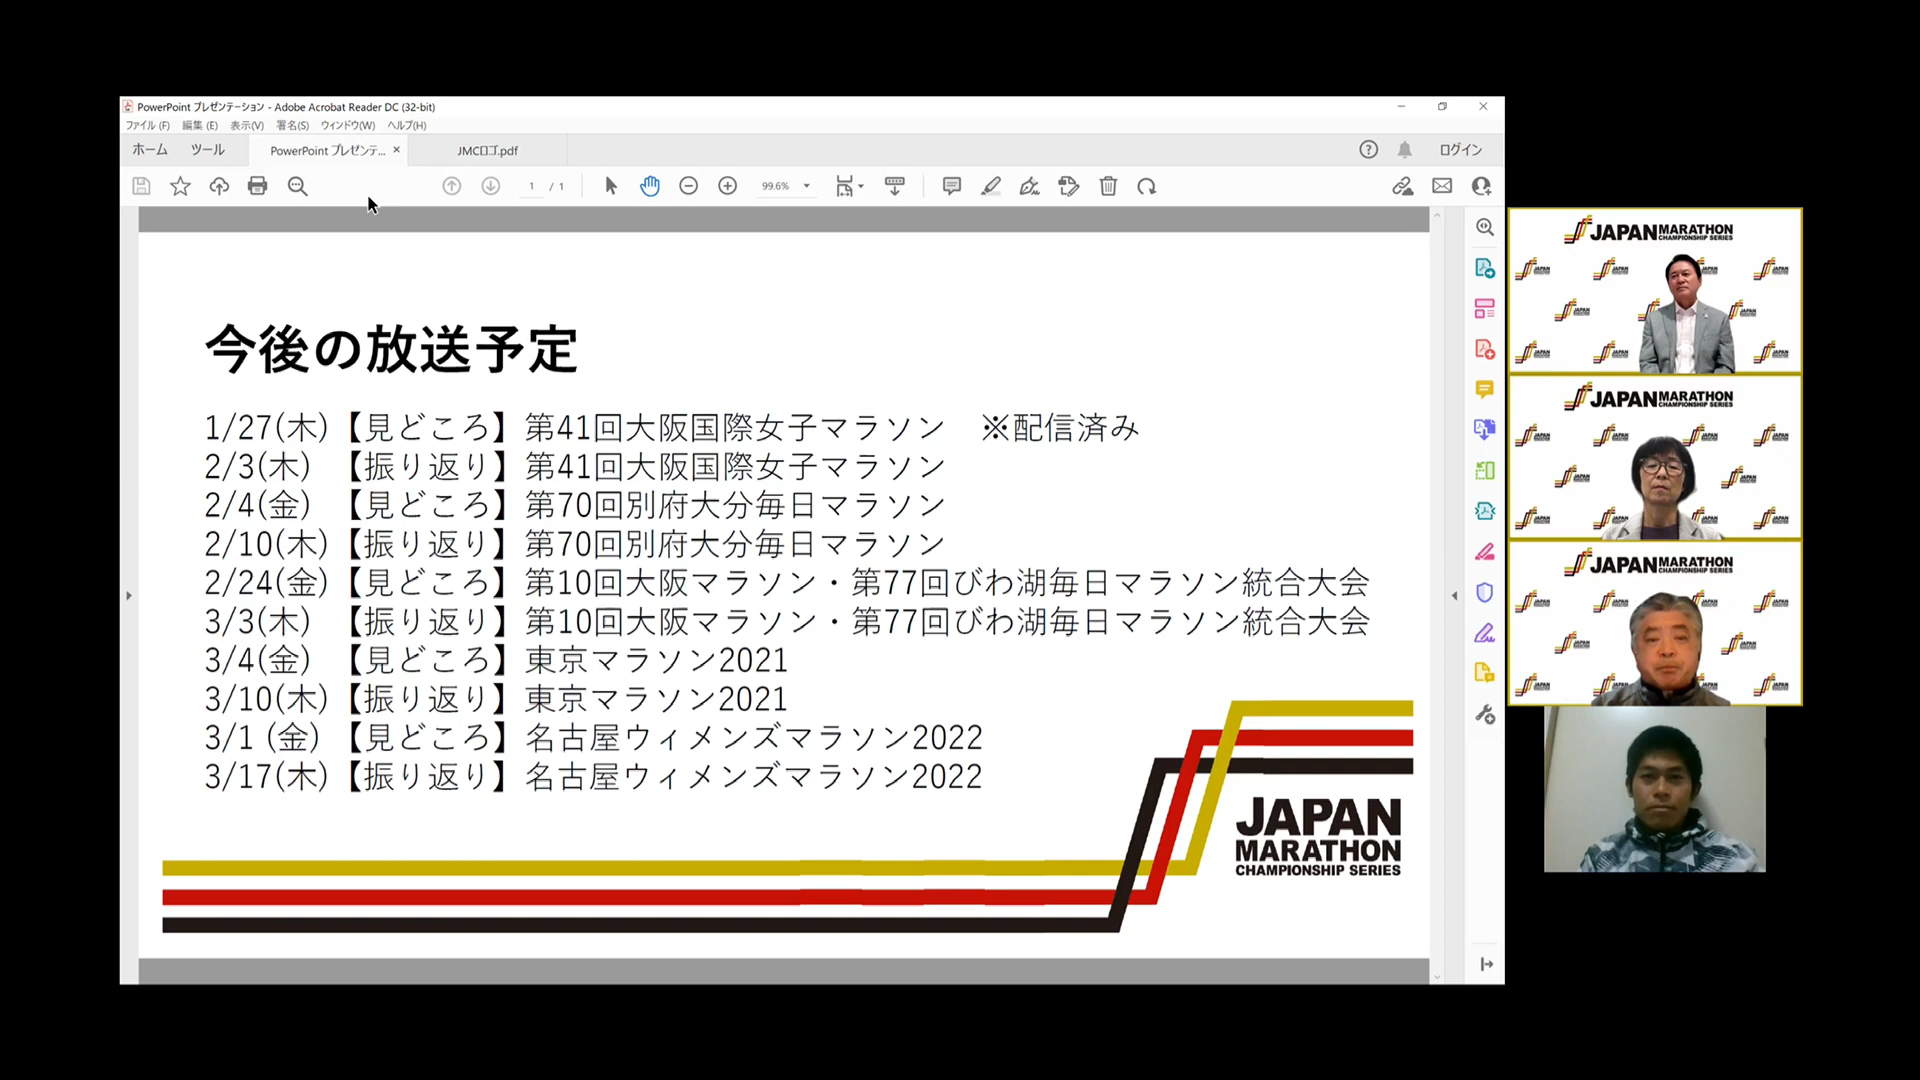 PowerPoint プレゼンテーション - Adobe Acrobat Reader DC (32-bit)
ファイル (F) 編集 (E) 表示(V) 署名(S) ウィンドウ(W) ヘルプ(H)
ホーム ツール PowerPoint プレゼンテ... × JMCロゴ.pdf ログイン
1 / 1 99.6%
今後の放送予定
1/27(木) 【見どころ】第41回大阪国際女子マラソン ※配信済み
2/3(木) 【振り返り】第41回大阪国際女子マラソン
2/4(金) 【見どころ】第70回別府大分毎日マラソン
2/10(木) 【振り返り】第70回別府大分毎日マラソン
2/24(金) 【見どころ】第10回大阪マラソン・第77回びわ湖毎日マラソン統合大会
3/3(木) 【振り返り】第10回大阪マラソン・第77回びわ湖毎日マラソン統合大会
3/4(金) 【見どころ】東京マラソン2021
3/10(木) 【振り返り】東京マラソン2021
3/1 (金) 【見どころ】名古屋ウィメンズマラソン2022
3/17(木) 【振り返り】名古屋ウィメンズマラソン2022
JAPAN
MARATHON
CHAMPIONSHIP SERIES
JAPAN MARATHON CHAMPIONSHIP SERIES
JAPAN MARATHON CHAMPIONSHIP SERIES
JAPAN MARATHON CHAMPIONSHIP SERIES